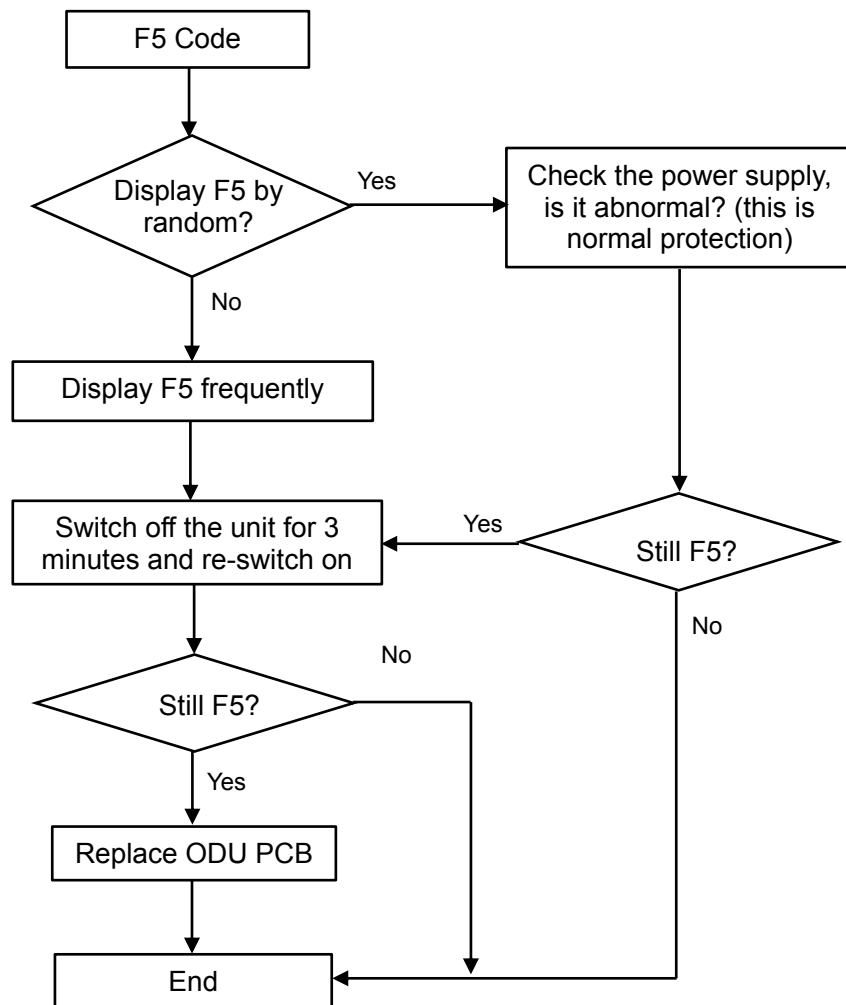 F5 Code
Display F5 by
random?
Yes
Check the power supply,
is it abnormal? (this is
normal protection)
No
Display F5 frequently
Switch off the unit for 3
minutes and re-switch on
Yes
Still F5?
No
No
Still F5?
Yes
Replace ODU PCB
End